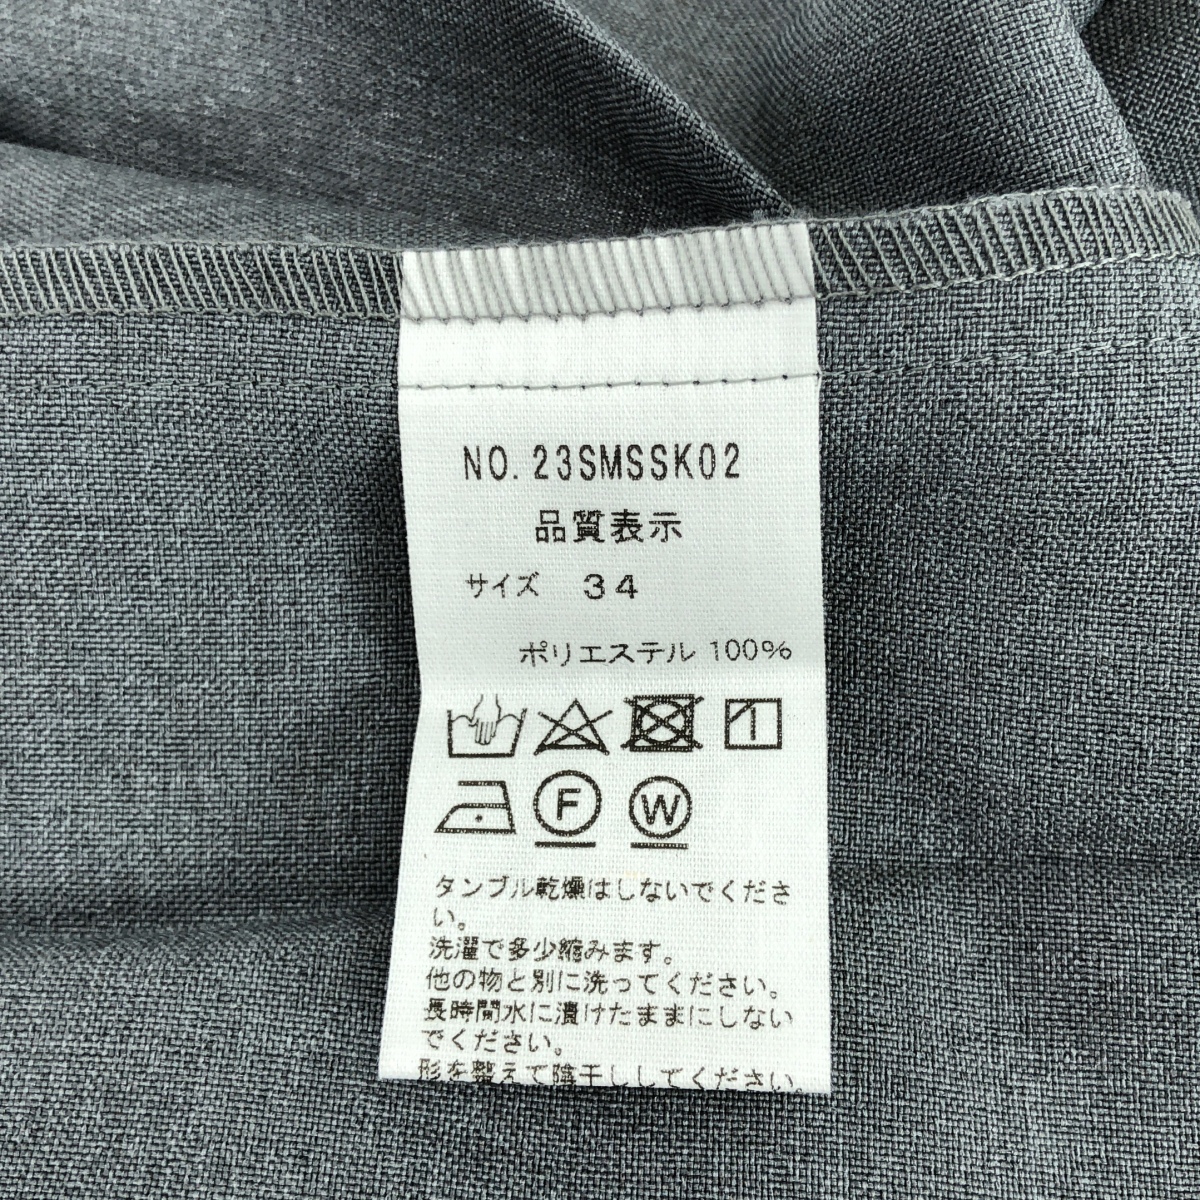 NO. 23SMSSK02
品質表示
サイズ 34
ポリエステル 100%
F W
タンブル乾燥はしないでくださ
い。
洗濯で多少縮みます。
他の物と別に洗ってください。
長時間水に漬けたままにしない
でください。
形を整えて陰干ししてください。